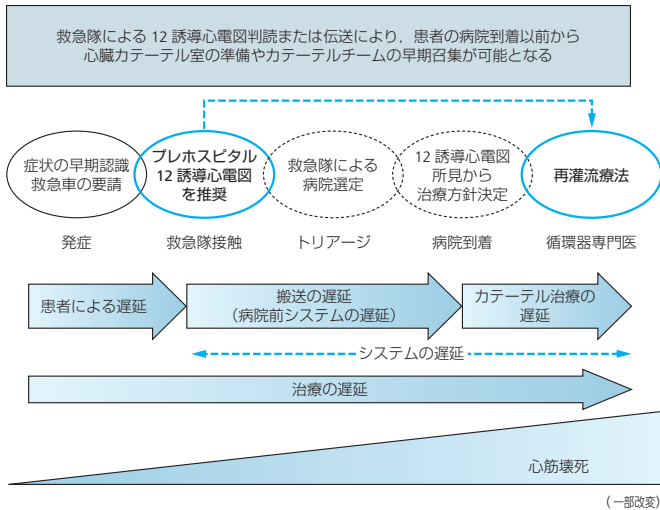 救急隊による 12 誘導心電図判読または伝送により，患者の病院到着以前から
心臓カテーテル室の準備やカテーテルチームの早期召集が可能となる
症状の早期認識
救急車の要請
プレホスピタル
12 誘導心電図
を推奨
救急隊による
病院選定
12 誘導心電図
所見から
治療方針決定
再灌流療法
発症
救急隊接触
トリアージ
病院到着
循環器専門医
患者による遅延
搬送の遅延
（病院前システムの遅延）
カテーテル治療の
遅延
システムの遅延
治療の遅延
心筋壊死
（一部改変）